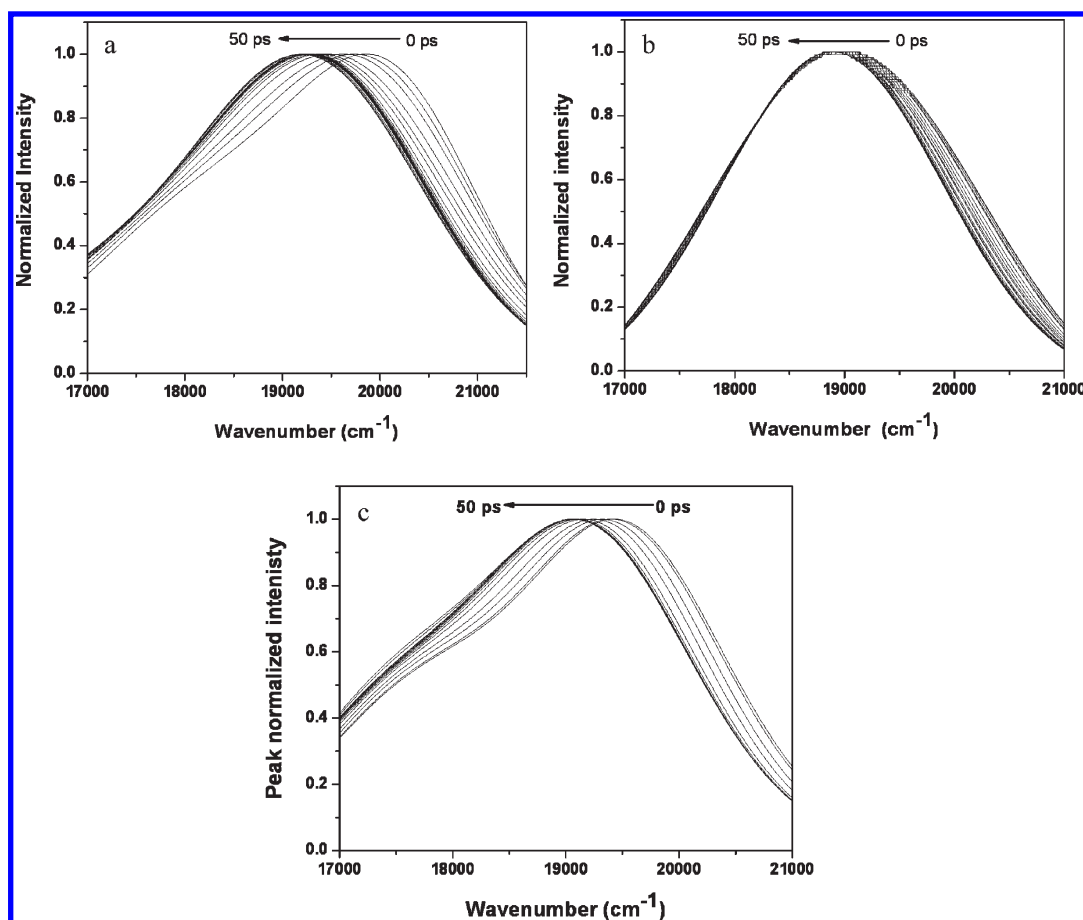 a
50 ps
0 ps
Normalized Intensity
1.0
0.8
0.6
0.4
0.2
0.0
17000 18000 19000 20000 21000
Wavenumber (cm-1)
b
50 ps
0 ps
Normalized intensity
1.0
0.8
0.6
0.4
0.2
0.0
17000 18000 19000 20000 21000
Wavenumber (cm-1)
c
50 ps
0 ps
Peak normalized intenisty
1.0
0.8
0.6
0.4
0.2
0.0
17000 18000 19000 20000 21000
Wavenumber (cm-1)